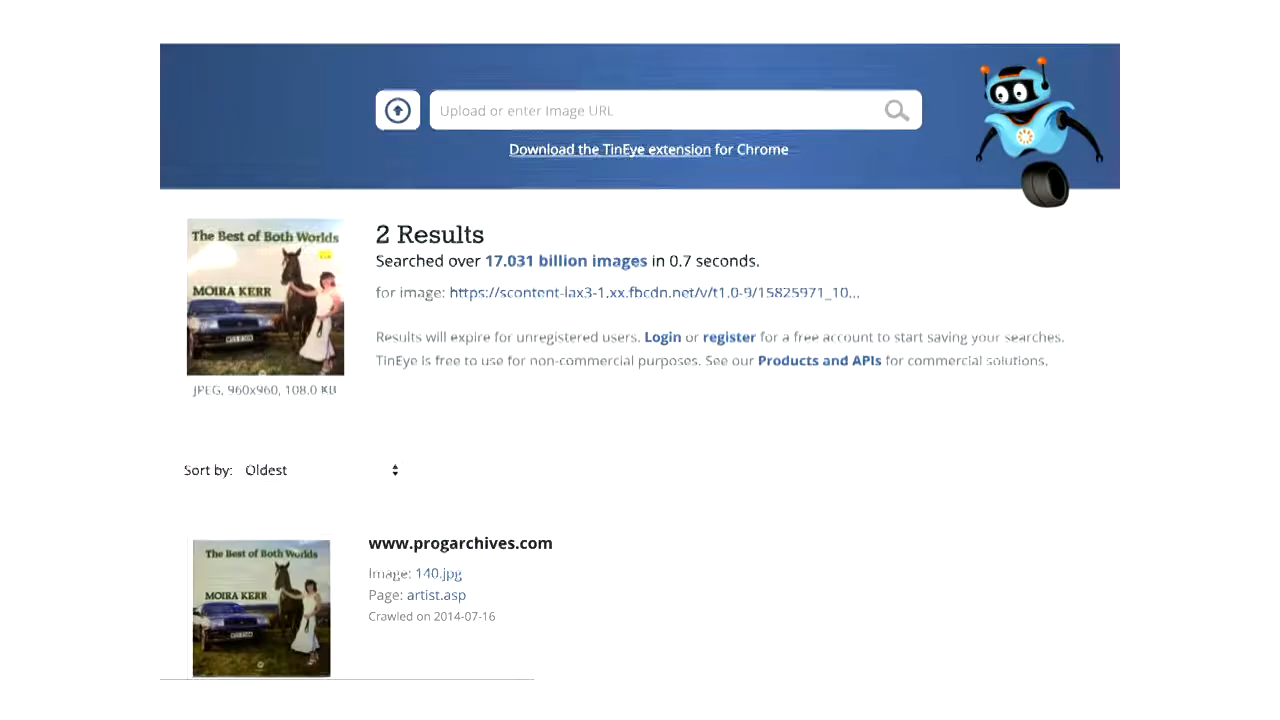 Upload or enter Image URL
Download the TinEye extension for Chrome
The Best of Both Worlds
MOIRA KERR
JPEG, 960x960, 108.0 KB
2 Results
Searched over 17.031 billion images in 0.7 seconds.
for image: https://scontent-lax3-1.xx.fbcdn.net/v/t1.0-9/15825971_10...
Results will expire for unregistered users. Login or register for a free account to start saving your searches.
TinEye is free to use for non-commercial purposes. See our Products and APIs for commercial solutions.
Sort by: Oldest
The Best of Both Worlds
MOIRA KERR
www.progarchives.com
Image: 140.jpg
Page: artist.asp
Crawled on 2014-07-16